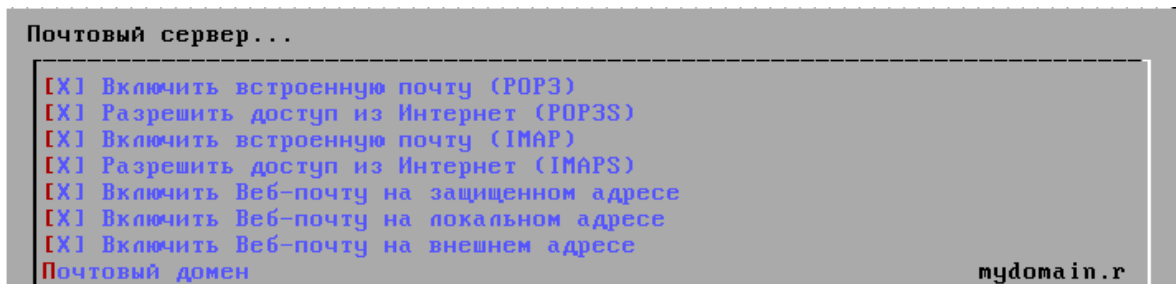 Почтовый сервер...
[X] Включить встроенную почту (POP3)
[X] Разрешить доступ из Интернет (POP3S)
[X] Включить встроенную почту (IMAP)
[X] Разрешить доступ из Интернет (IMAPS)
[X] Включить Веб-почту на защищенном адресе
[X] Включить Веб-почту на локальном адресе
[X] Включить Веб-почту на внешнем адресе
Почтовый домен mydomain.r